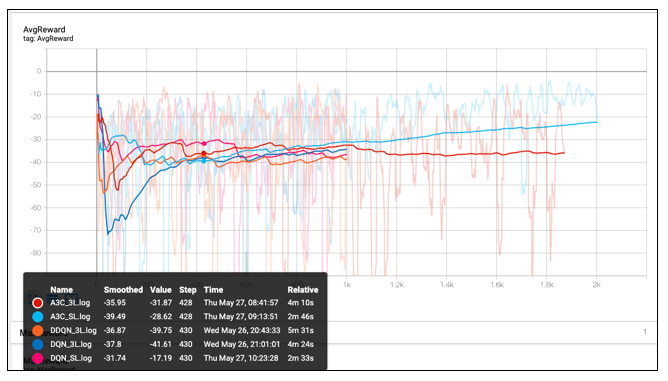 AvgReward
tag: AvgReward
0
-10
-20
-30
-40
-50
-60
-70
-80
1k 1.2k 1.4k 1.6k 1.8k 2k
Name Smoothed Value Step Time Relative
A3C_3L.log -35.95 -31.87 428 Thu May 27, 08:41:57 4m 10s
A3C_SL.log -39.49 -28.62 428 Thu May 27, 09:13:51 2m 46s
DDQN_3L.log -36.87 -39.75 430 Wed May 26, 20:43:33 5m 31s
DQN_3L.log -37.8 -41.61 430 Wed May 26, 21:01:01 4m 24s
DQN_SL.log -31.74 -17.19 430 Thu May 27, 10:23:28 2m 33s
1